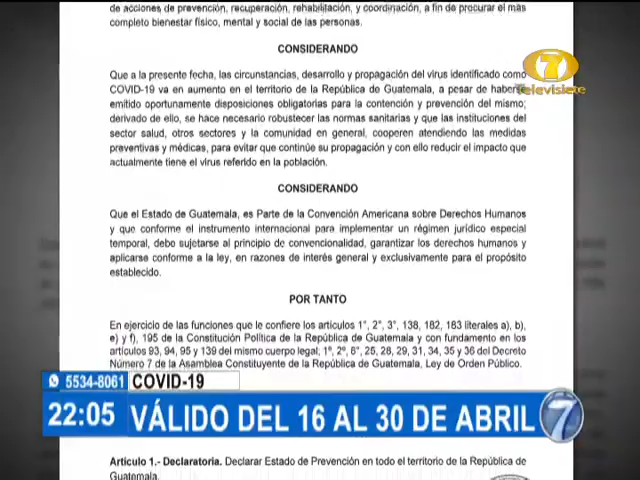 de acciones de prevención, recuperación, rehabilitación, y coordinación, a fin de procurar el más
completo bienestar físico, mental y social de las personas.
CONSIDERANDO
Que a la presente fecha, las circunstancias, desarrollo y propagación del virus identificado como
COVID-19 va en aumento en el territorio de la República de Guatemala, a pesar de haberse
emitido oportunamente disposiciones obligatorias para la contención y prevención del mismo;
derivado de ello, se hace necesario robustecer las normas sanitarias y que las instituciones del
sector salud, otros sectores y la comunidad en general, cooperen atendiendo las medidas
preventivas y médicas, para evitar que continúe su propagación y con ello reducir el impacto que
actualmente tiene el virus referido en la población.
CONSIDERANDO
Que el Estado de Guatemala, es Parte de la Convención Americana sobre Derechos Humanos
y que conforme el instrumento internacional para implementar un régimen jurídico especial
temporal, debe sujetarse al principio de convencionalidad, garantizar los derechos humanos y
aplicarse conforme a la ley, en razones de interés general y exclusivamente para el propósito
establecido.
POR TANTO
En ejercicio de las funciones que le confiere los artículos 1°, 2°, 3°, 138, 182, 183 literales a), b),
e) y f), 195 de la Constitución Política de la República de Guatemala y con fundamento en los
artículos 93, 94, 95 y 139 del mismo cuerpo legal; 1°, 2°, 6°, 25, 28, 29, 31, 34, 35 y 36 del Decreto
Número 7 de la Asamblea Constituyente de la República de Guatemala, Ley de Orden Público.
7
Televisiete
5534-8061 COVID-19
22:05 VÁLIDO DEL 16 AL 30 DE ABRIL 7
Artículo 1.- Declaratoria. Declarar Estado de Prevención en todo el territorio de la República de
Guatemala.